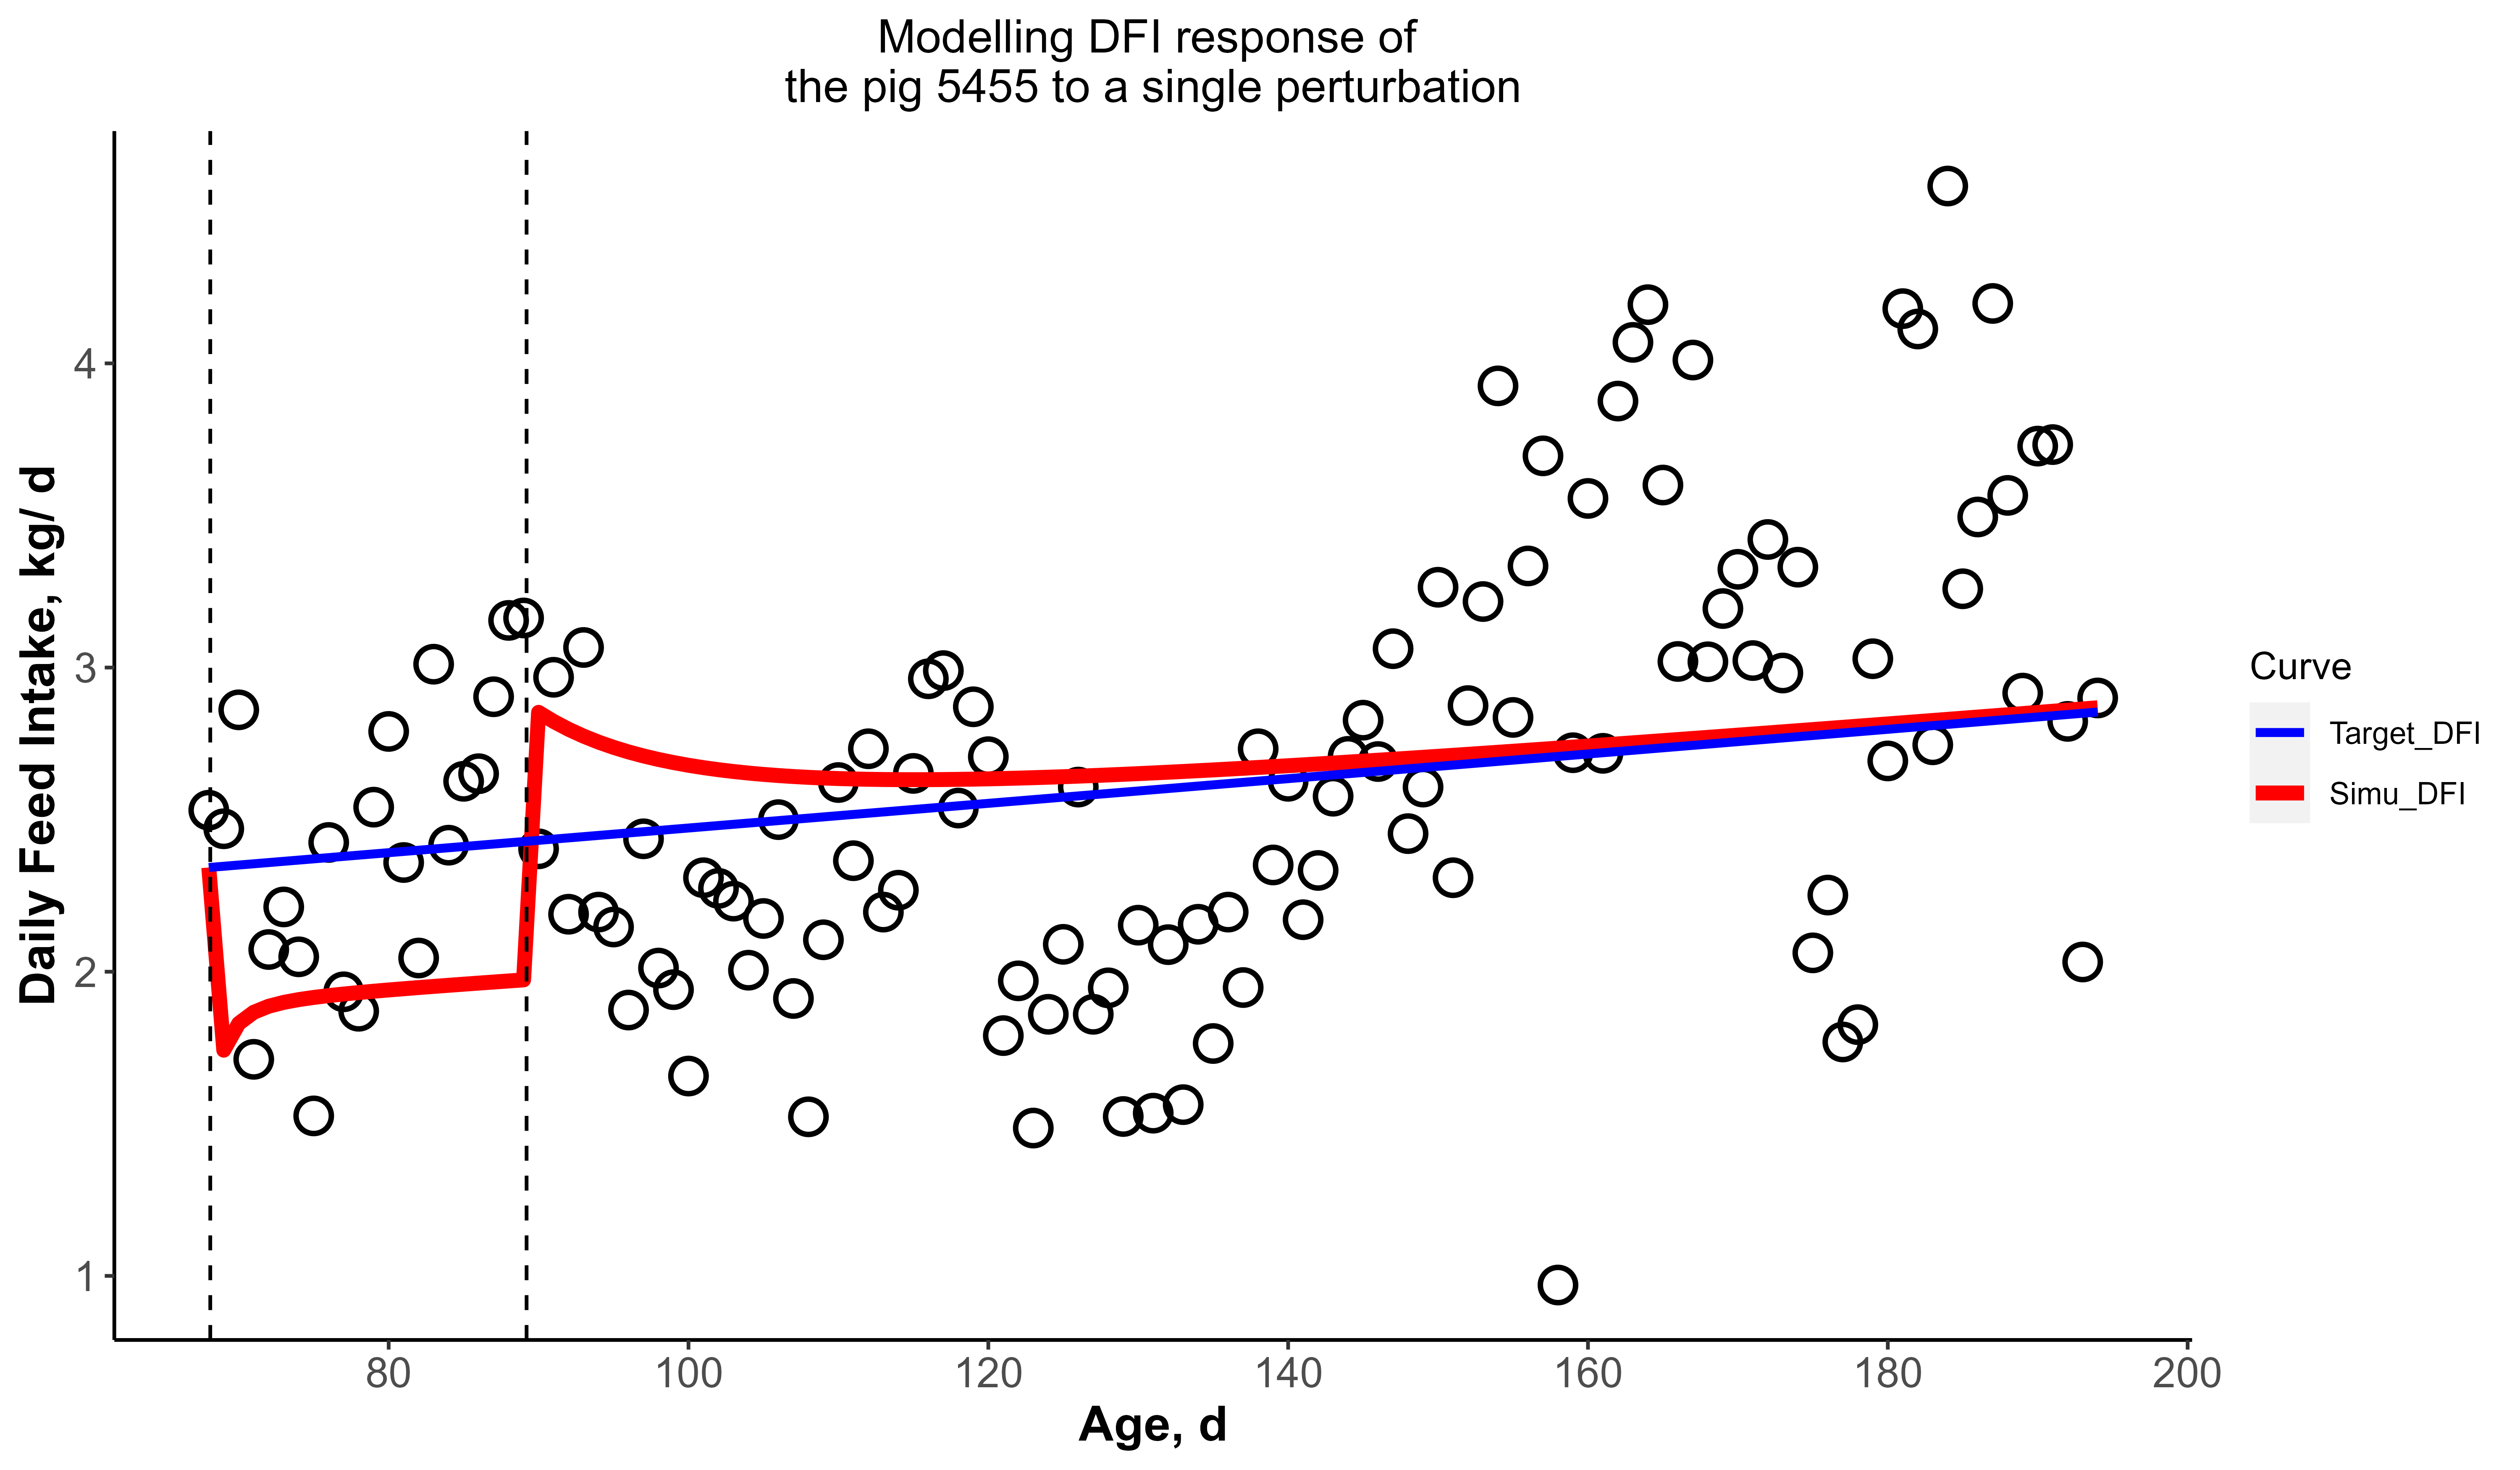 Modelling DFI response of
the pig 5455 to a single perturbation
Daily Feed Intake, kg/ d
4
3
2
1
80 100 120 140 160 180 200
Age, d
Curve
Target_DFI
Simu_DFI